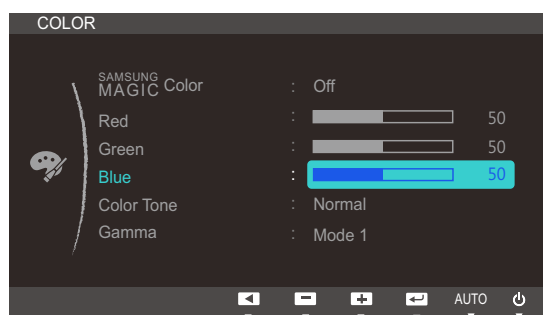 COLOR
SAMSUNG
MAGIC Color : Off
Red : 50
Green : 50
Blue : 50
Color Tone : Normal
Gamma : Mode 1
AUTO